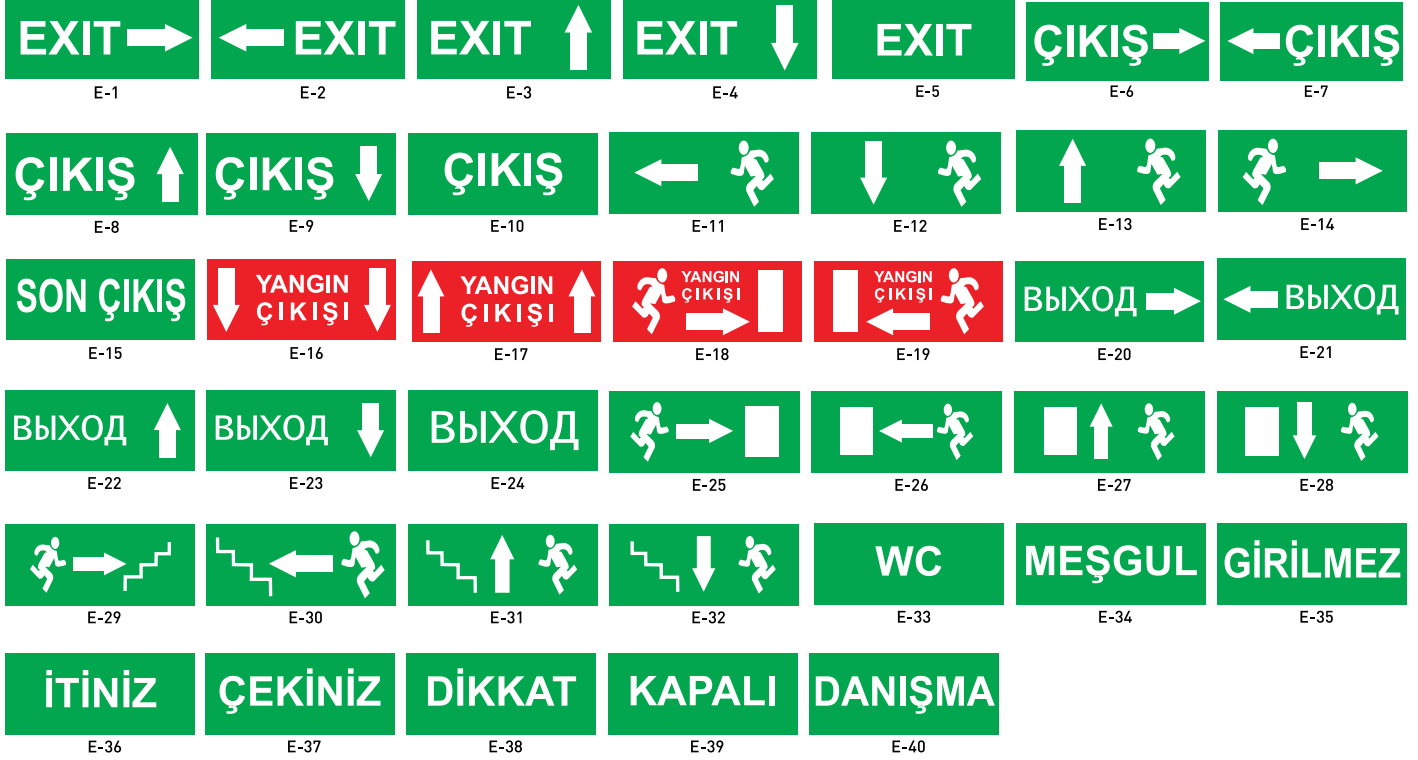 EXIT EXIT EXIT EXIT EXIT ÇIKIŞ ÇIKIŞ
E-1 E-2 E-3 E-4 E-5 E-6 E-7
ÇIKIŞ ÇIKIŞ ÇIKIŞ
E-8 E-9 E-10 E-11 E-12 E-13 E-14
SON ÇIKIŞ YANGIN YANGIN YANGIN YANGIN ВЫХОД ВЫХОД
ÇIKIŞI ÇIKIŞI ÇIKIŞI ÇIKIŞI
E-15 E-16 E-17 E-18 E-19 E-20 E-21
ВЫХОД ВЫХОД ВЫХОД
E-22 E-23 E-24 E-25 E-26 E-27 E-28
WC MEŞGUL GİRİLMEZ
E-29 E-30 E-31 E-32 E-33 E-34 E-35
İTİNİZ ÇEKİNİZ DİKKAT KAPALI DANIŞMA
E-36 E-37 E-38 E-39 E-40